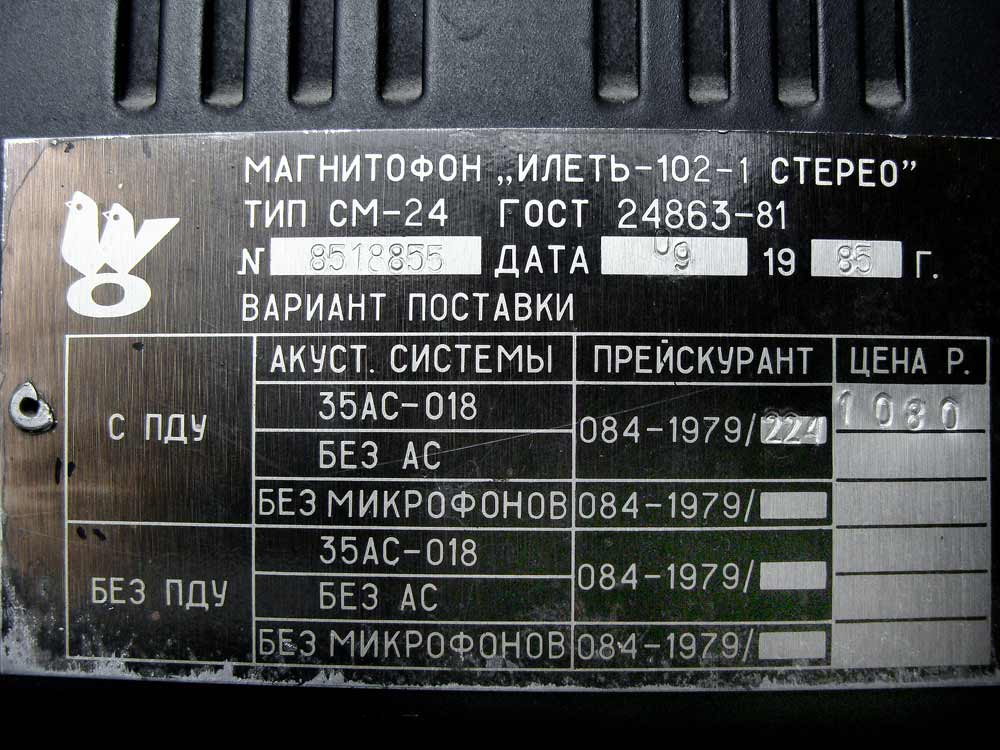 МАГНИТОФОН „ИЛЕТЬ-102-1 СТЕРЕО”
ТИП СМ-24 ГОСТ 24863-81
№ 8518855 ДАТА 09 1985 Г.
ВАРИАНТ ПОСТАВКИ
АКУСТ. СИСТЕМЫ ПРЕЙСКУРАНТ ЦЕНА Р.
С ПДУ
35АС-018 084-1979/224 1080
БЕЗ АС
БЕЗ МИКРОФОНОВ 084-1979/
БЕЗ ПДУ
35АС-018 084-1979/
БЕЗ АС
БЕЗ МИКРОФОНОВ 084-1979/